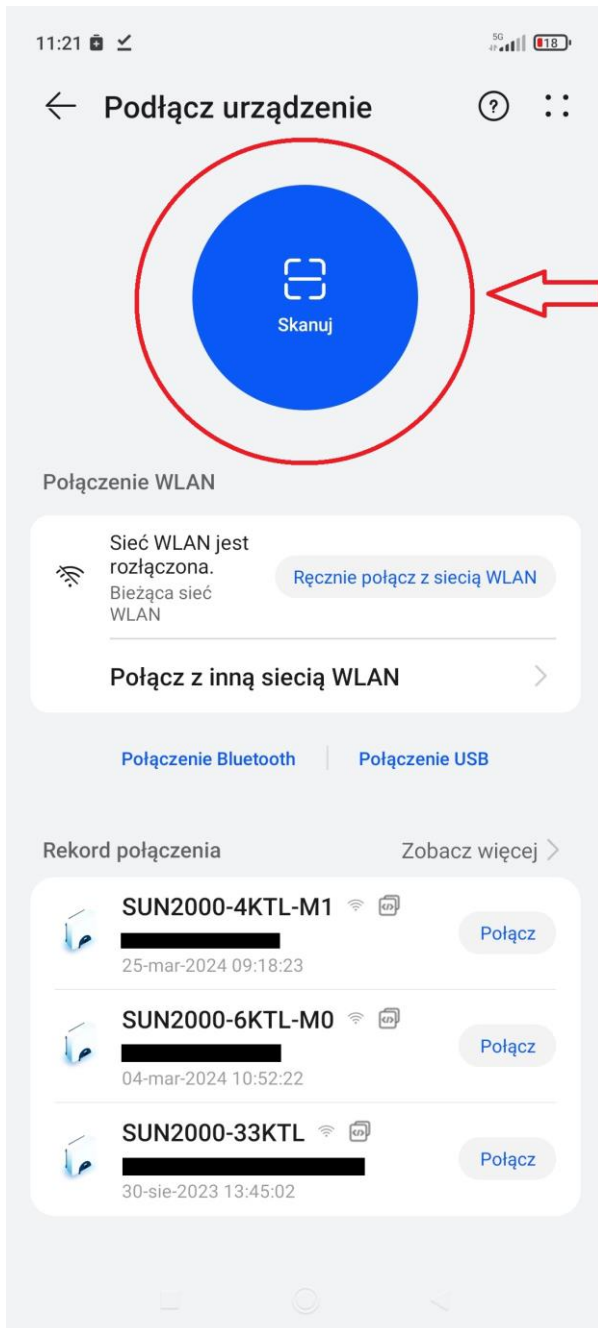 11:21
5G
18
Podłącz urządzenie
Skanuj
Połączenie WLAN
Sieć WLAN jest
rozłączona.
Bieżąca sieć
WLAN
Ręcznie połącz z siecią WLAN
Połącz z inną siecią WLAN
Połączenie Bluetooth
Połączenie USB
Rekord połączenia
Zobacz więcej
SUN2000-4KTL-M1
Połącz
25-mar-2024 09:18:23
SUN2000-6KTL-M0
Połącz
04-mar-2024 10:52:22
SUN2000-33KTL
Połącz
30-sie-2023 13:45:02